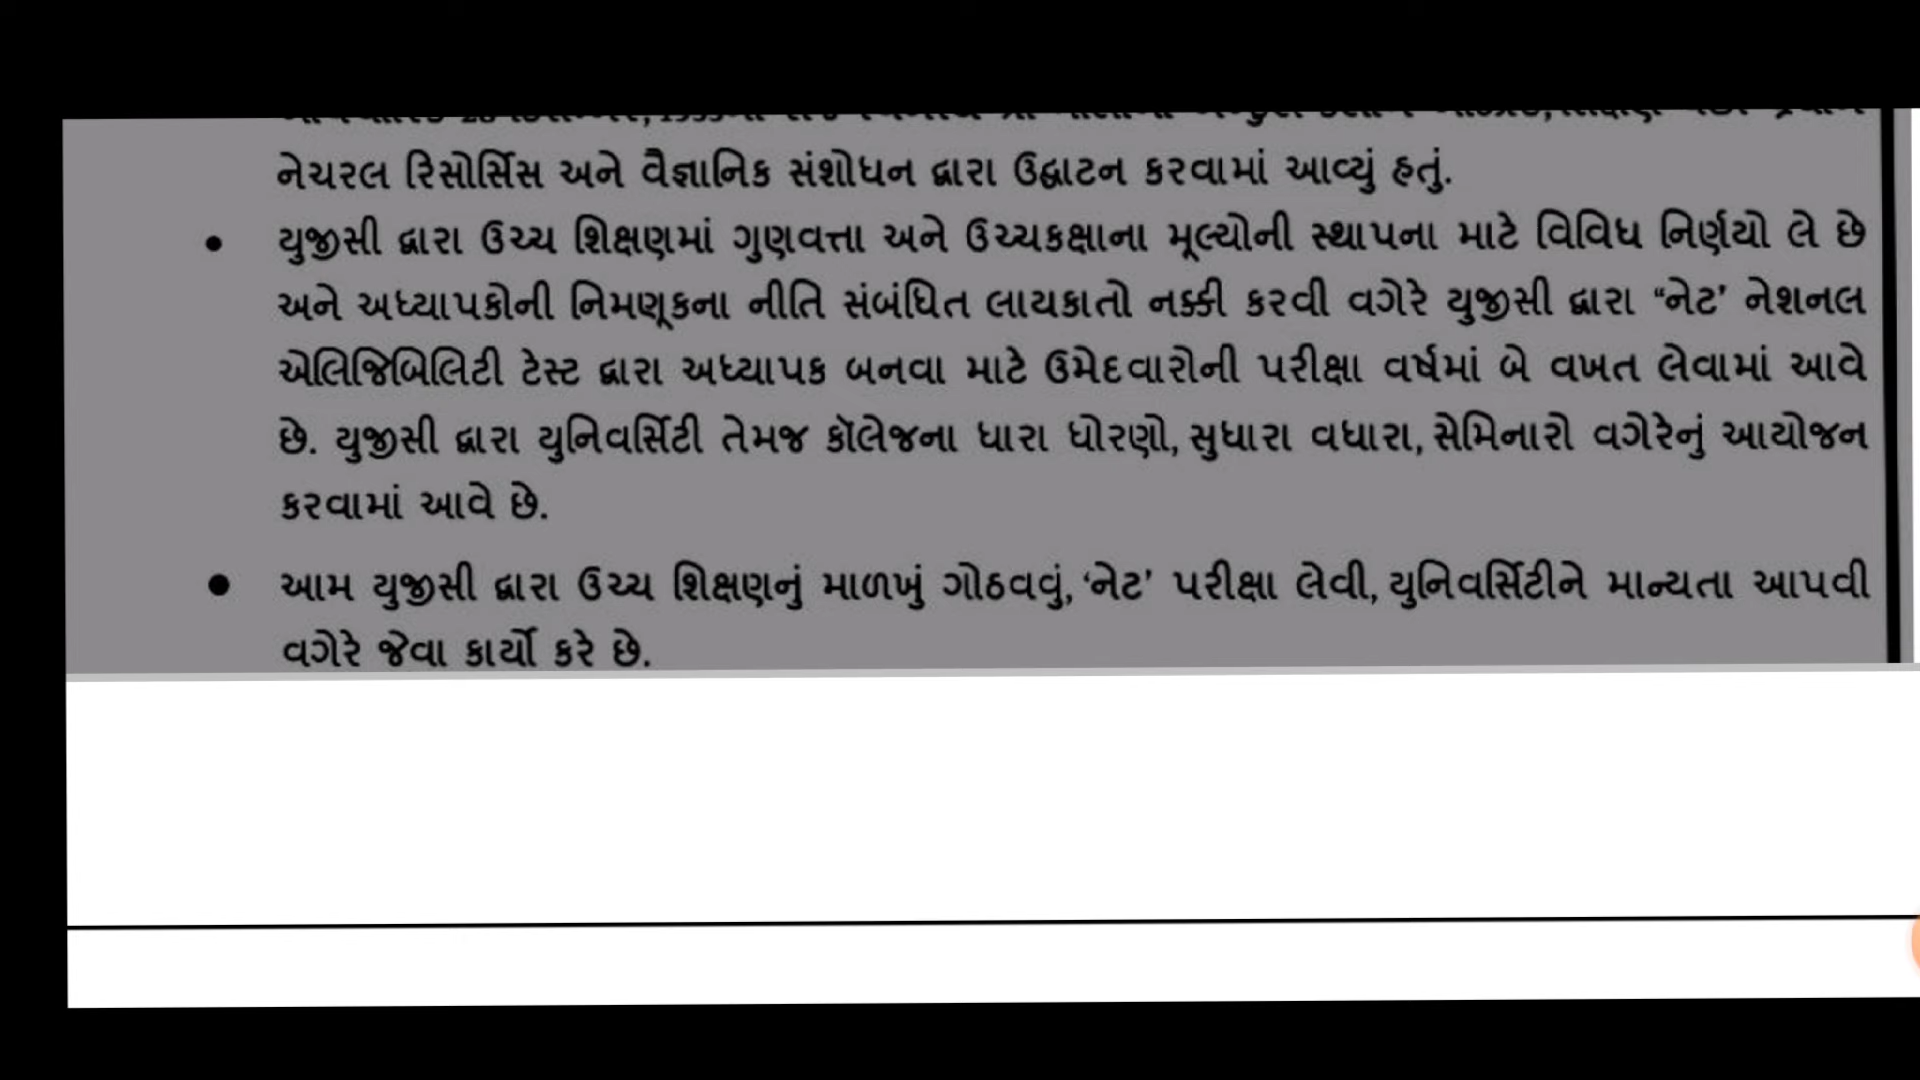 નેચરલ રિસોર્સિસ અને વૈજ્ઞાનિક સંશોધન દ્વારા ઉદ્ઘાટન કરવામાં આવ્યું હતું.
• યુજીસી દ્વારા ઉચ્ચ શિક્ષણમાં ગુણવત્તા અને ઉચ્ચકક્ષાના મૂલ્યોની સ્થાપના માટે વિવિધ નિર્ણયો લે છે
અને અધ્યાપકોની નિમણૂકના નીતિ સંબંધિત લાયકાતો નક્કી કરવી વગેરે યુજીસી દ્વારા “નેટ’ નેશનલ
એલિજિબિલિટી ટેસ્ટ દ્વારા અધ્યાપક બનવા માટે ઉમેદવારોની પરીક્ષા વર્ષમાં બે વખત લેવામાં આવે
છે. યુજીસી દ્વારા યુનિવર્સિટી તેમજ કૉલેજના ધારા ધોરણો, સુધારા વધારા, સેમિનારો વગેરેનું આયોજન
કરવામાં આવે છે.
• આમ યુજીસી દ્વારા ઉચ્ચ શિક્ષણનું માળખું ગોઠવવું, ‘નેટ’ પરીક્ષા લેવી, યુનિવર્સિટીને માન્યતા આપવી
વગેરે જેવા કાર્યો કરે છે.